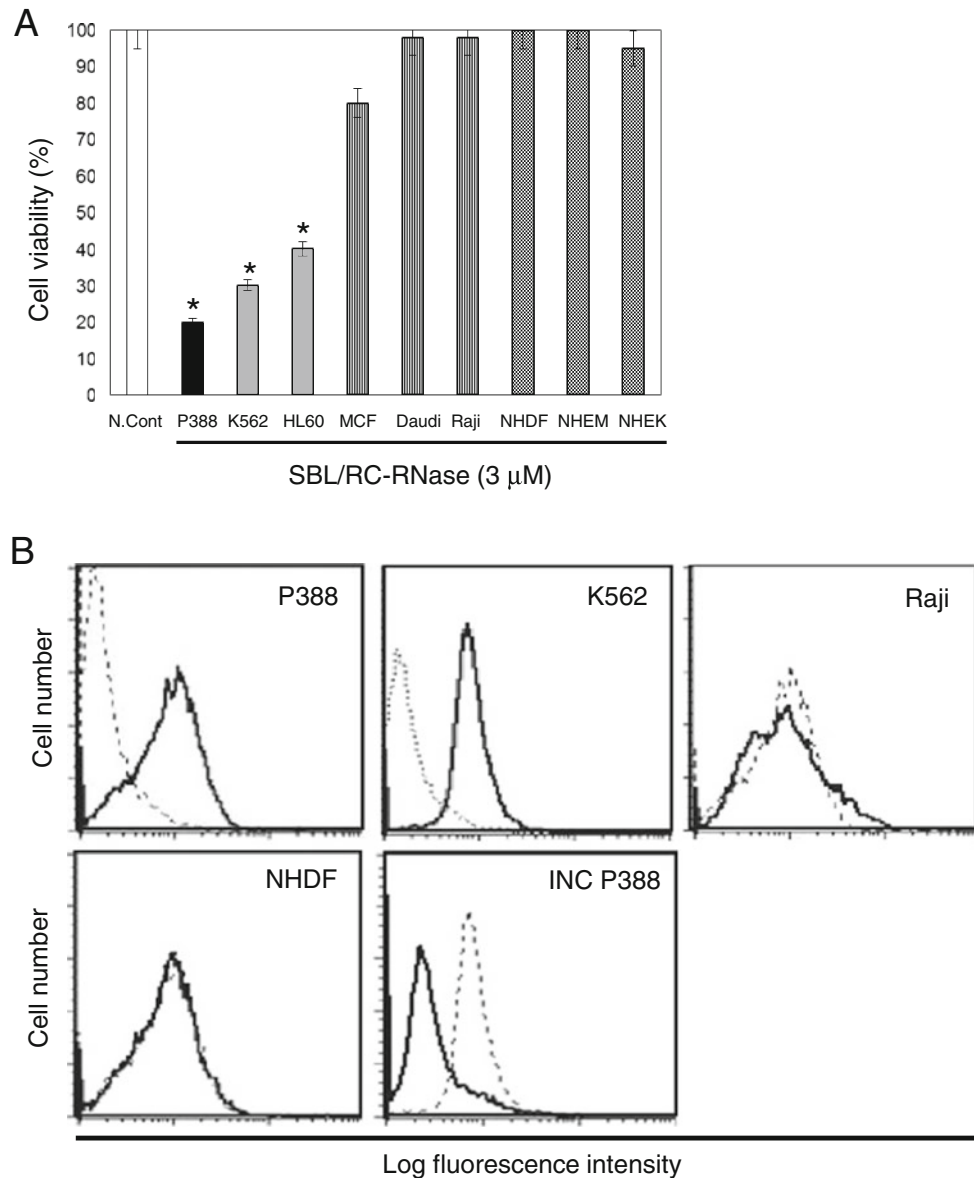 A
Cell viability (%)
100
90
80
70
60
50
40
30
20
10
0
* * *
N.Cont P388 K562 HL60 MCF Daudi Raji NHDF NHEM NHEK
SBL/RC-RNase (3 μM)
B
Cell number
P388
K562
Raji
Cell number
NHDF
INC P388
Log fluorescence intensity